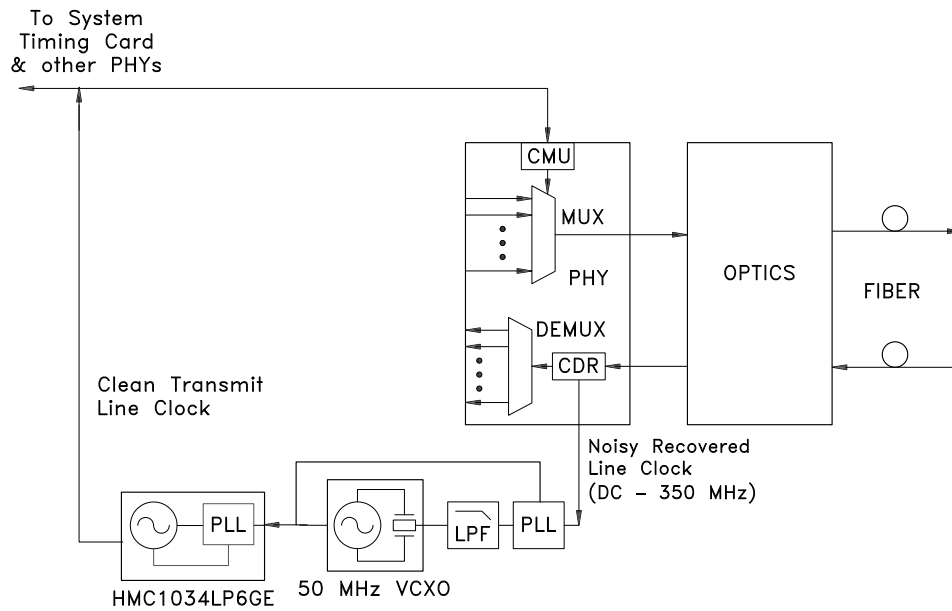 To System
Timing Card
& other PHYs
CMU
MUX
PHY
OPTICS
FIBER
DEMUX
CDR
Clean Transmit
Line Clock
Noisy Recovered
Line Clock
(DC - 350 MHz)
PLL
LPF
PLL
50 MHz VCXO
HMC1034LP6GE